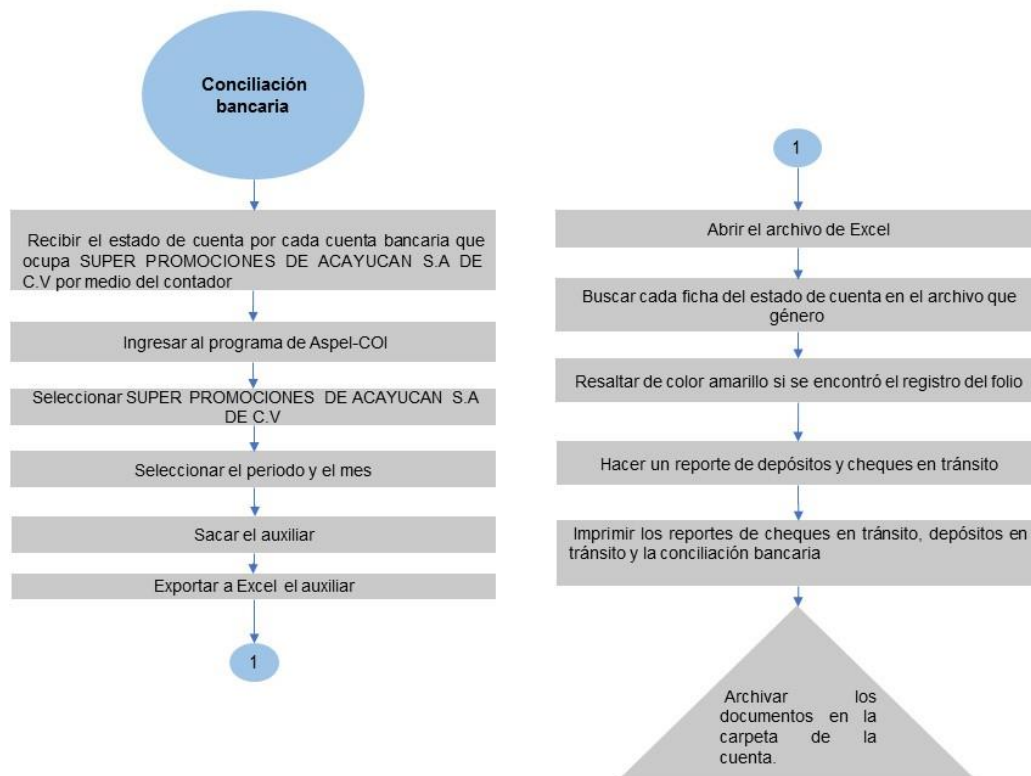 Conciliación
bancaria
Recibir el estado de cuenta por cada cuenta bancaria que
ocupa SUPER PROMOCIONES DE ACAYUCAN S.A DE
C.V por medio del contador
Ingresar al programa de Aspel-COI
Seleccionar SUPER PROMOCIONES DE ACAYUCAN S.A
DE C.V
Seleccionar el periodo y el mes
Sacar el auxiliar
Exportar a Excel el auxiliar
1
1
Abrir el archivo de Excel
Buscar cada ficha del estado de cuenta en el archivo que
género
Resaltar de color amarillo si se encontró el registro del folio
Hacer un reporte de depósitos y cheques en tránsito
Imprimir los reportes de cheques en tránsito, depósitos en
tránsito y la conciliación bancaria
Archivar los
documentos en la
carpeta de la
cuenta.